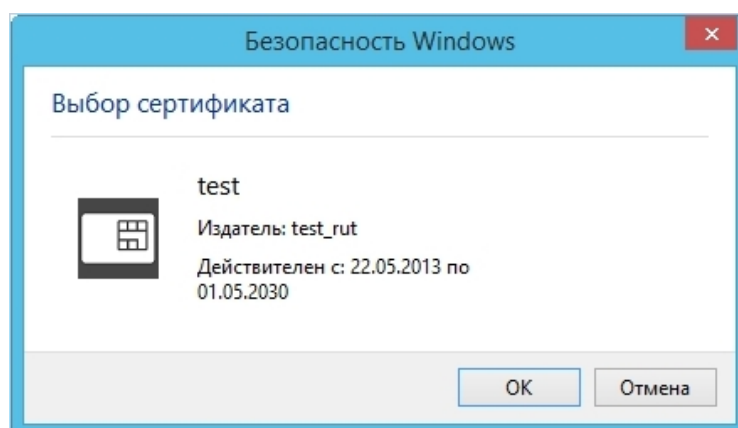 Безопасность Windows
Выбор сертификата
test
Издатель: test_rut
Действителен с: 22.05.2013 по
01.05.2030
OK
Отмена